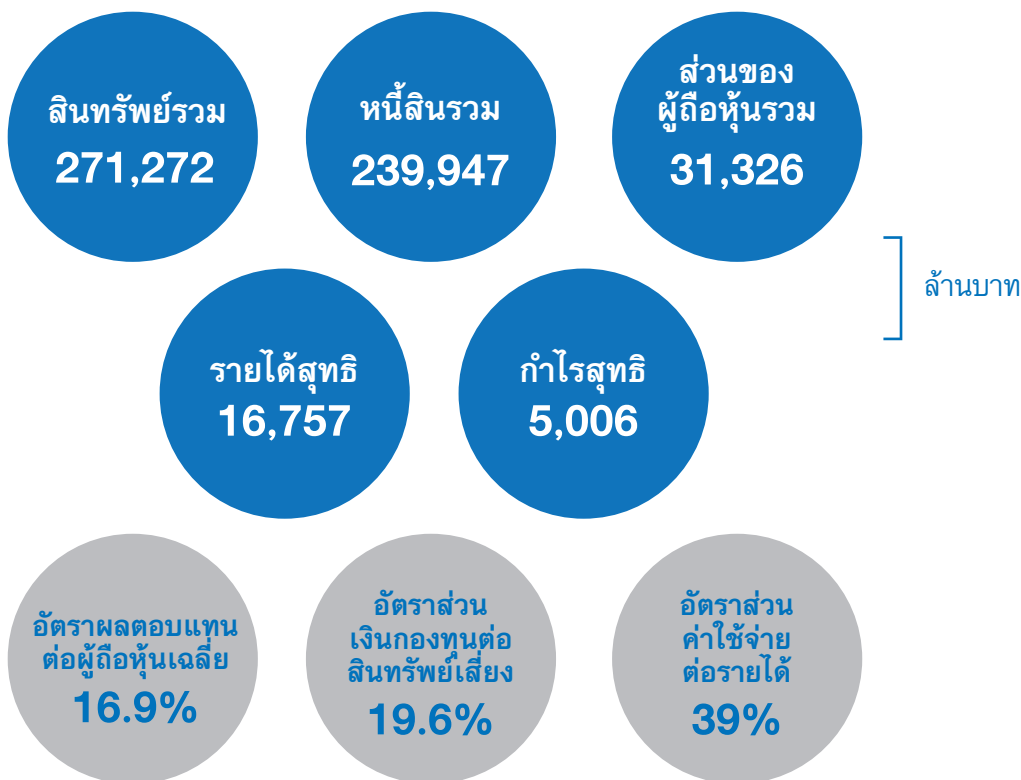 สินทรัพย์รวม
271,272
หนี้สินรวม
239,947
ส่วนของ
ผู้ถือหุ้นรวม
31,326
ล้านบาท
รายได้สุทธิ
16,757
กำไรสุทธิ
5,006
อัตราผลตอบแทน
ต่อผู้ถือหุ้นเฉลี่ย
16.9%
อัตราส่วน
เงินกองทุนต่อ
สินทรัพย์เสี่ยง
19.6%
อัตราส่วน
ค่าใช้จ่าย
ต่อรายได้
39%